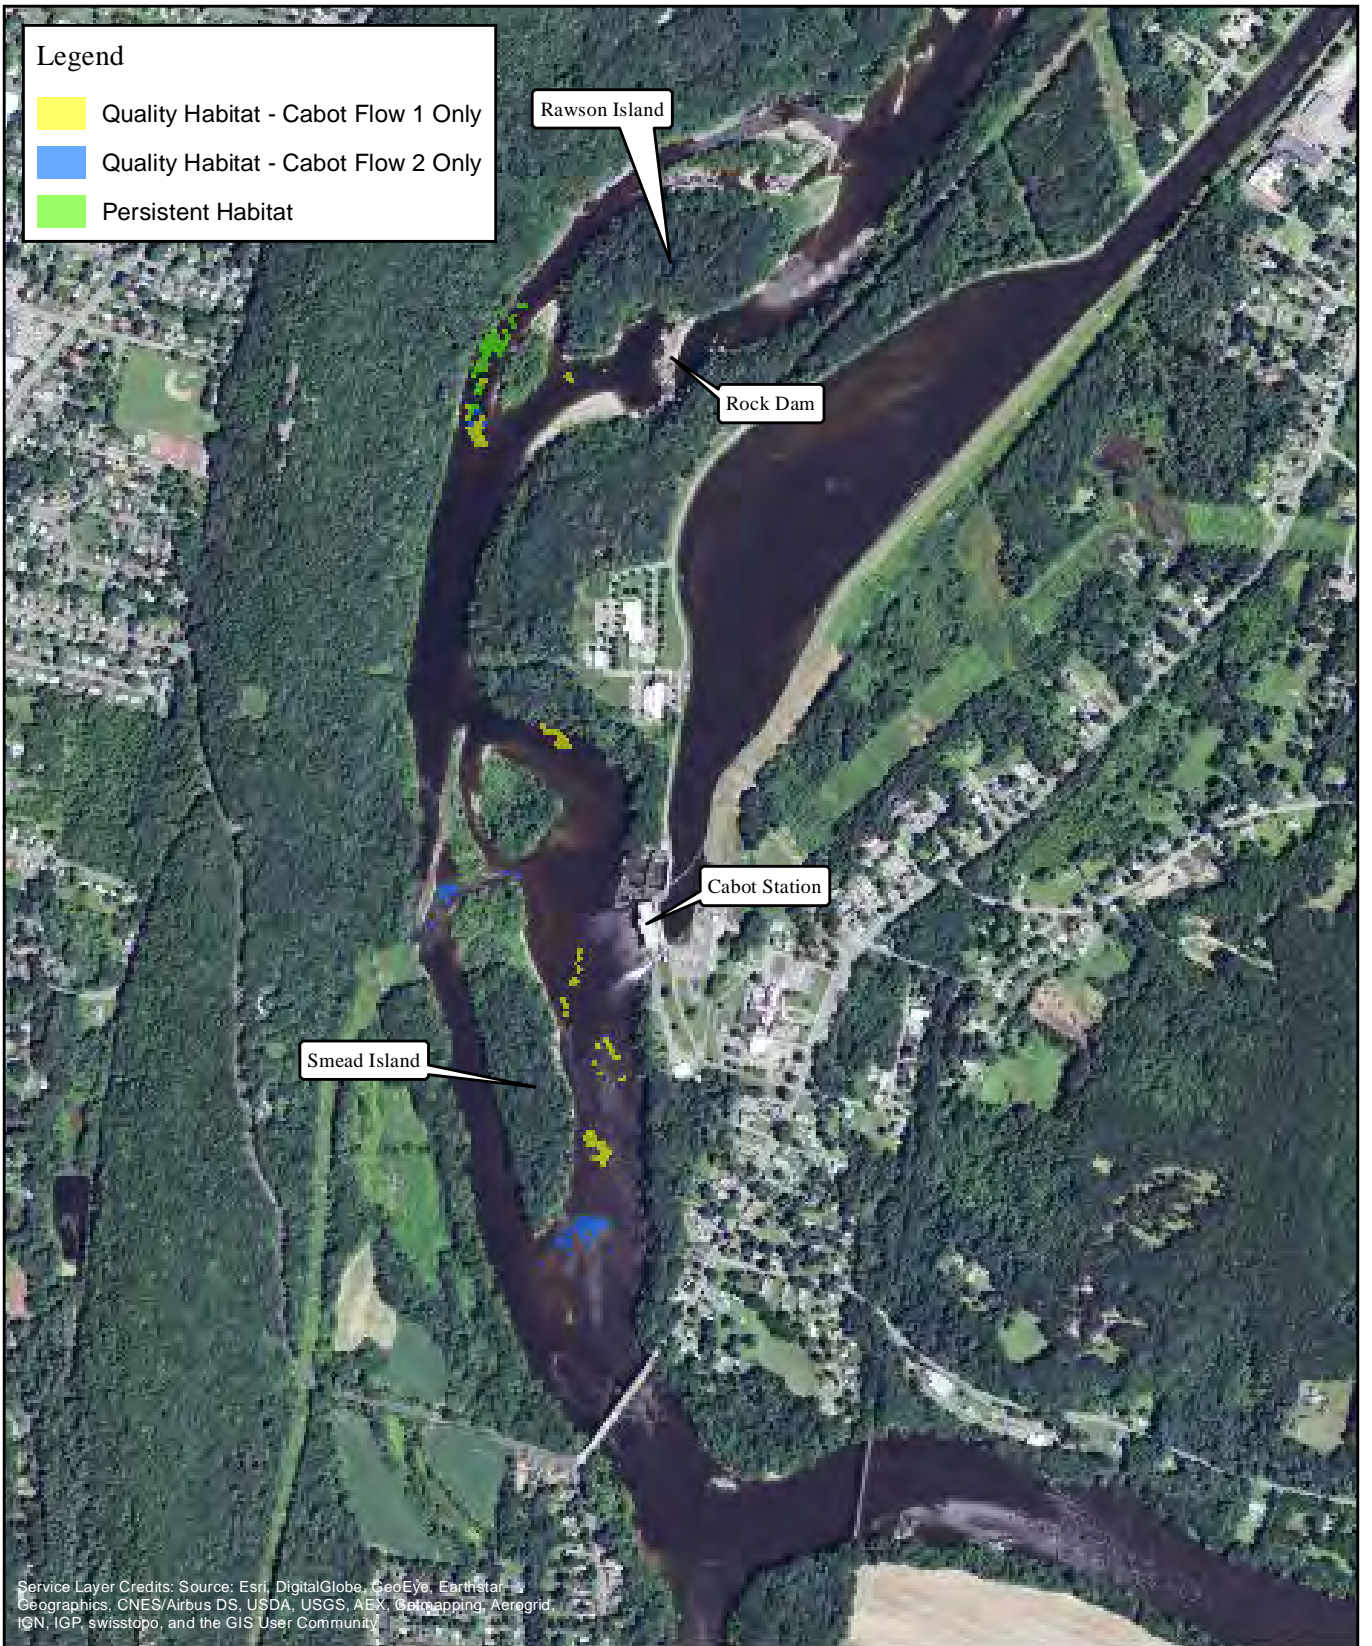 Legend
Quality Habitat - Cabot Flow 1 Only
Quality Habitat - Cabot Flow 2 Only
Persistent Habitat
Rawson Island
Rock Dam
Cabot Station
Smead Island
Service Layer Credits: Source: Esri, DigitalGlobe, GeoEye, Earthstar
Geographics, CNES/Airbus DS, USDA, USGS, AEX, Getmapping, Aerogrid,
IGN, IGP, swisstopo, and the GIS User Community